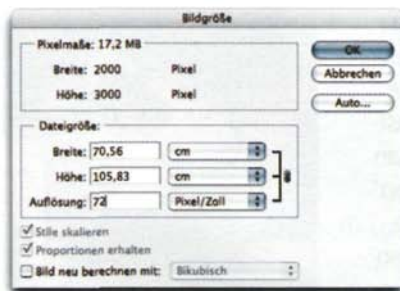 Bildgröße
Pixelmaße: 17,2 MB
Breite: 2000 Pixel
Höhe: 3000 Pixel
Dateigröße:
Breite: 70,56 cm
Höhe: 105,83 cm
Auflösung: 72 Pixel/Zoll
Stile skalieren
Proportionen erhalten
Bild neu berechnen mit: Bikubisch
OK
Abbrechen
Auto...